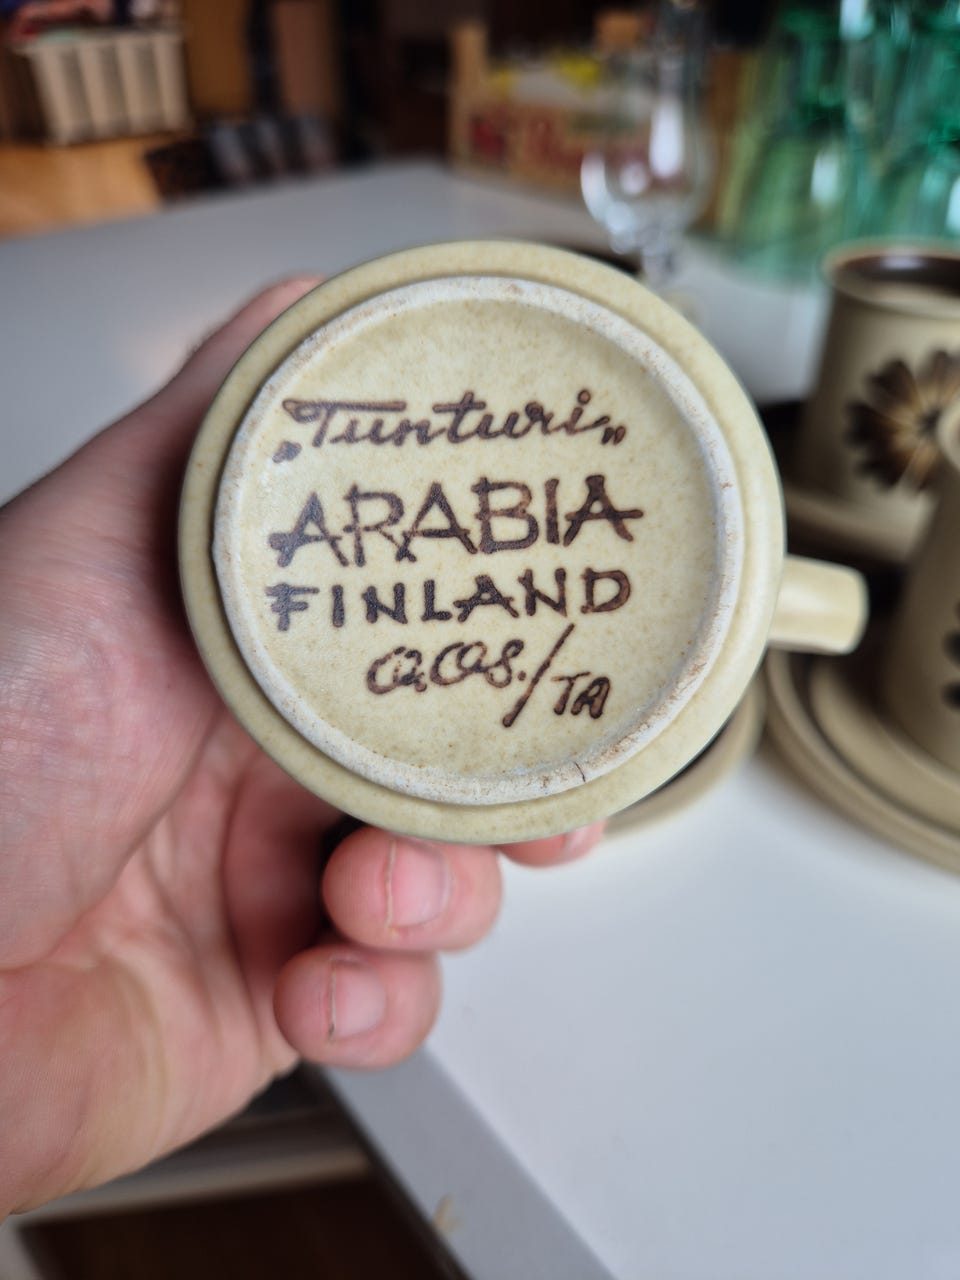 „Tunturi„
ARABIA
FINLAND
a.os./TA